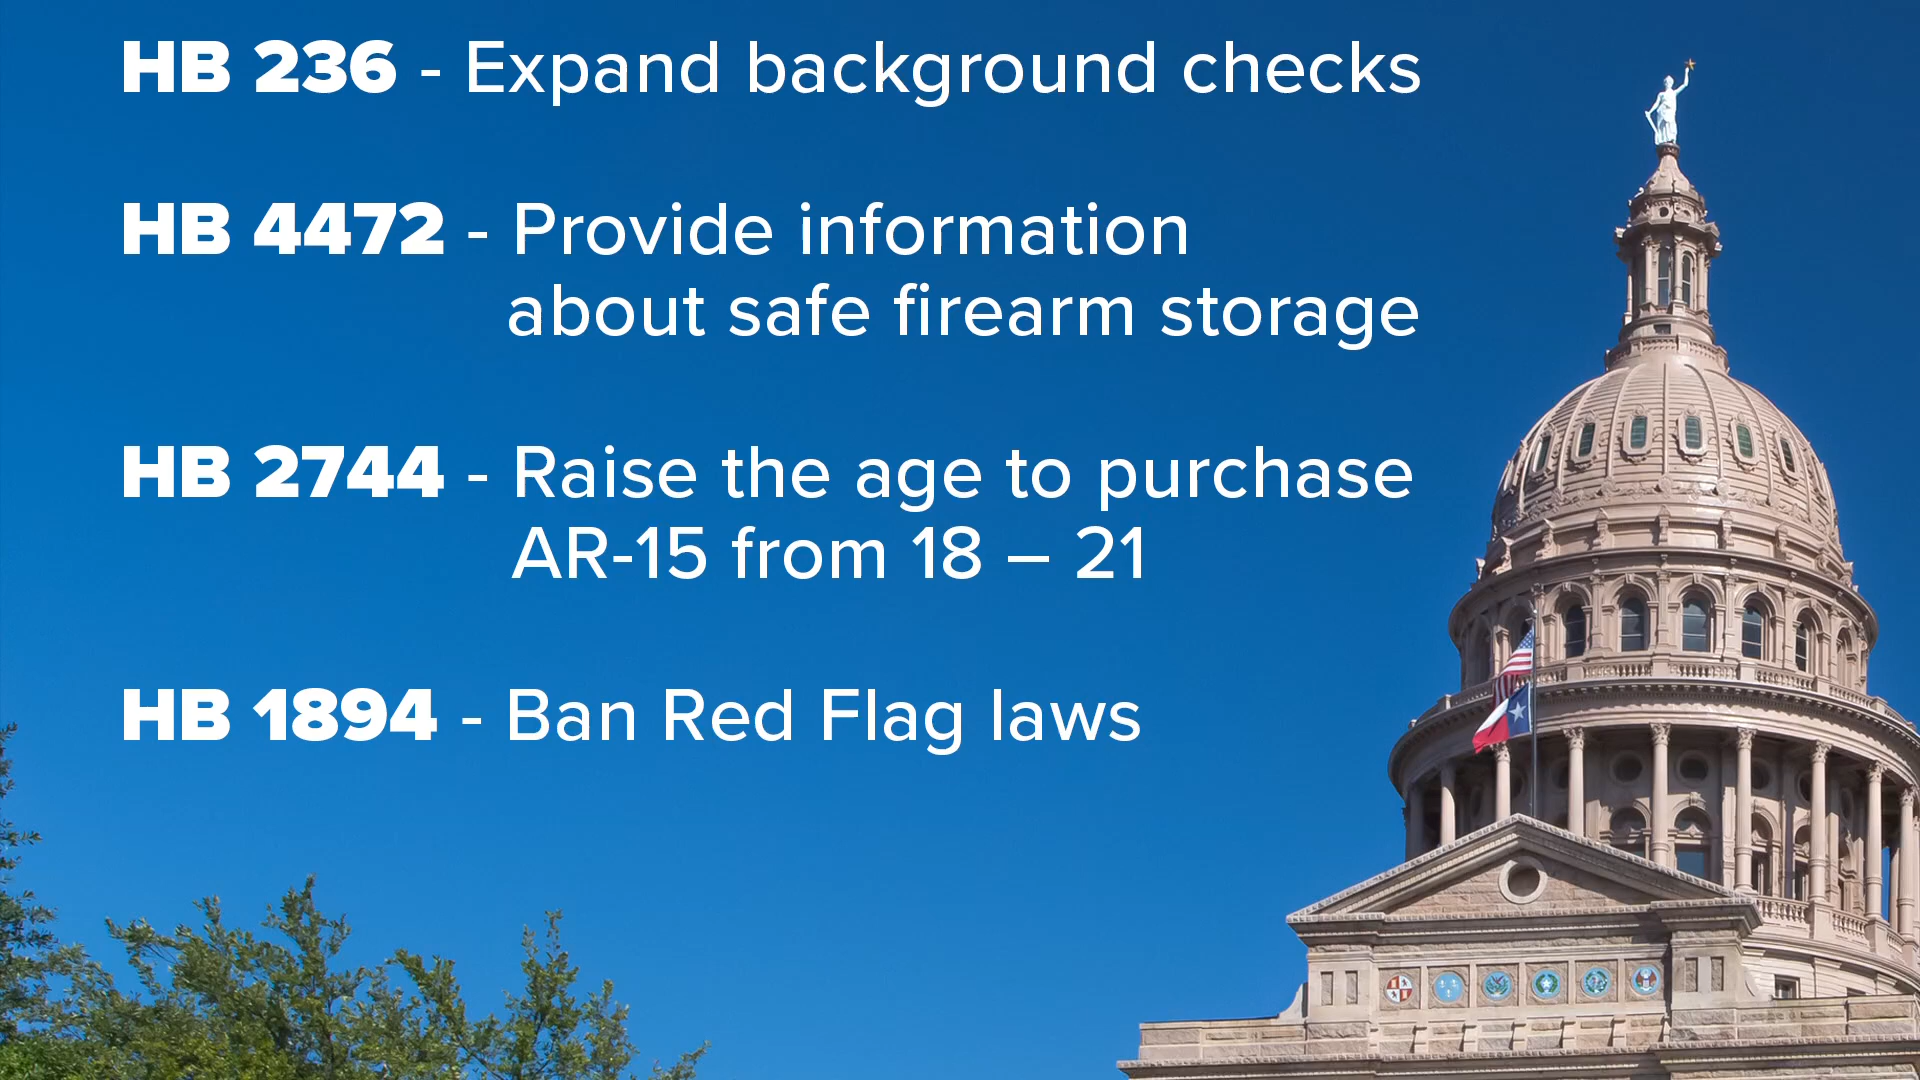 HB 236 - Expand background checks
HB 4472 - Provide information
about safe firearm storage
HB 2744 - Raise the age to purchase
AR-15 from 18 – 21
HB 1894 - Ban Red Flag laws